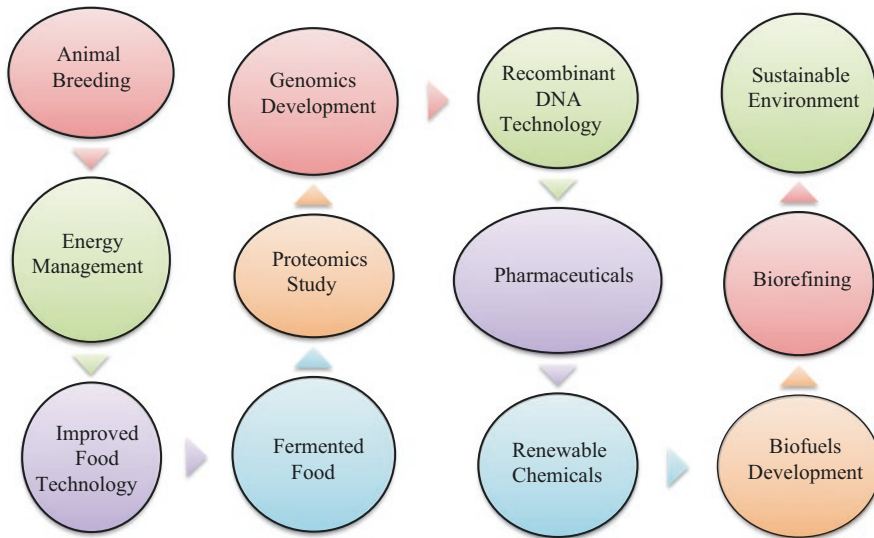 Animal
Breeding
Energy
Management
Improved
Food
Technology
Fermented
Food
Proteomics
Study
Genomics
Development
Recombinant
DNA
Technology
Pharmaceuticals
Renewable
Chemicals
Biofuels
Development
Biorefining
Sustainable
Environment